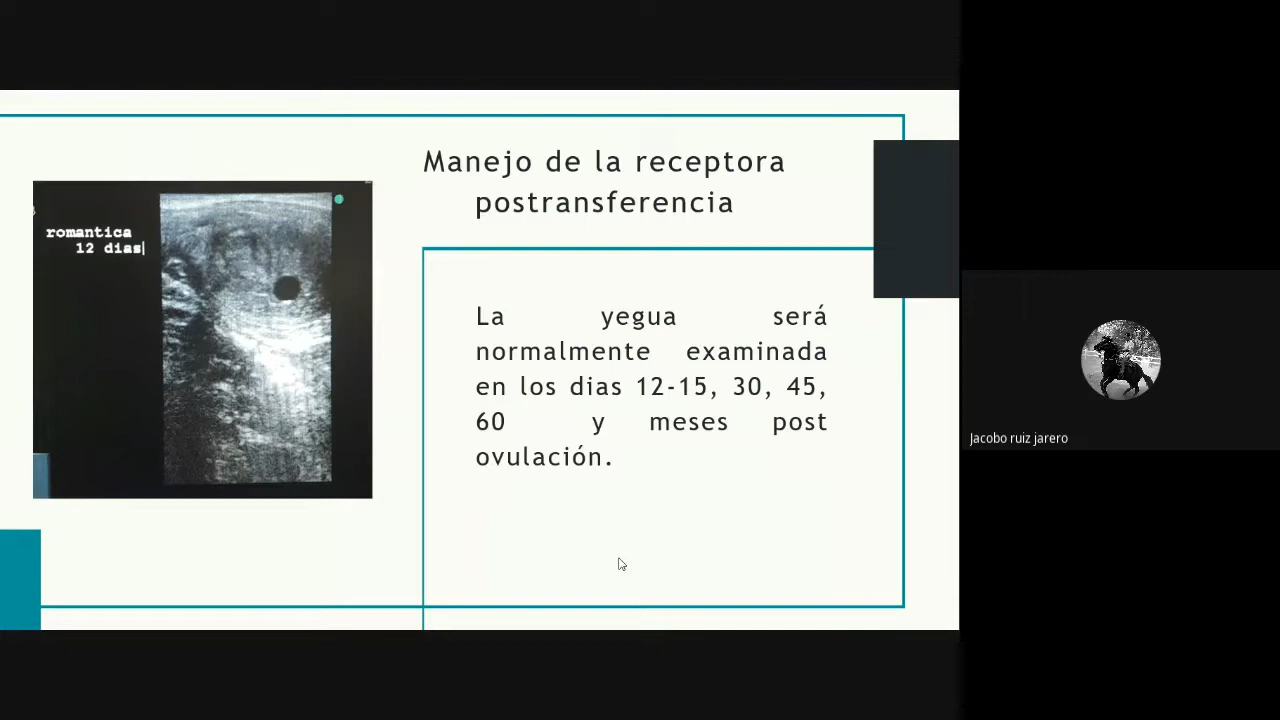 Manejo de la receptora
postransferencia
romantica
12 dias
La yegua será
normalmente examinada
en los dias 12-15, 30, 45,
60 y meses post
ovulación.
Jacobo ruiz jarero